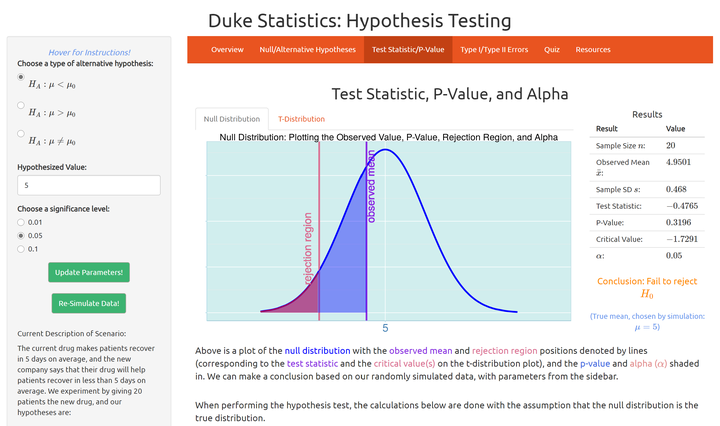 Duke Statistics: Hypothesis Testing
Hover for Instructions!
Choose a type of alternative hypothesis:
H_A : μ < μ_0
H_A : μ > μ_0
H_A : μ ≠ μ_0
Hypothesized Value:
5
Choose a significance level:
0.01
0.05
0.1
Update Parameters!
Re-Simulate Data!
Current Description of Scenario:
The current drug makes patients recover
in 5 days on average, and the new
company says that their drug will help
patients recover in less than 5 days on
average. We experiment by giving 20
patients the new drug, and our
hypotheses are:
Overview Null/Alternative Hypotheses Test Statistic/P-Value Type I/Type II Errors Quiz Resources
Test Statistic, P-Value, and Alpha
Null Distribution T-Distribution
Null Distribution: Plotting the Observed Value, P-Value, Rejection Region, and Alpha
rejection region
observed mean
5
Results
Result Value
Sample Size n: 20
Observed Mean 4.9501
x̄:
Sample SD s: 0.468
Test Statistic: −0.4765
P-Value: 0.3196
Critical Value: −1.7291
α: 0.05
Conclusion: Fail to reject
H_0
(True mean, chosen by simulation:
μ = 5)
Above is a plot of the null distribution with the observed mean and rejection region positions denoted by lines
(corresponding to the test statistic and the critical value(s) on the t-distribution plot), and the p-value and alpha (α) shaded
in. We can make a conclusion based on our randomly simulated data, with parameters from the sidebar.
When performing the hypothesis test, the calculations below are done with the assumption that the null distribution is the
true distribution.